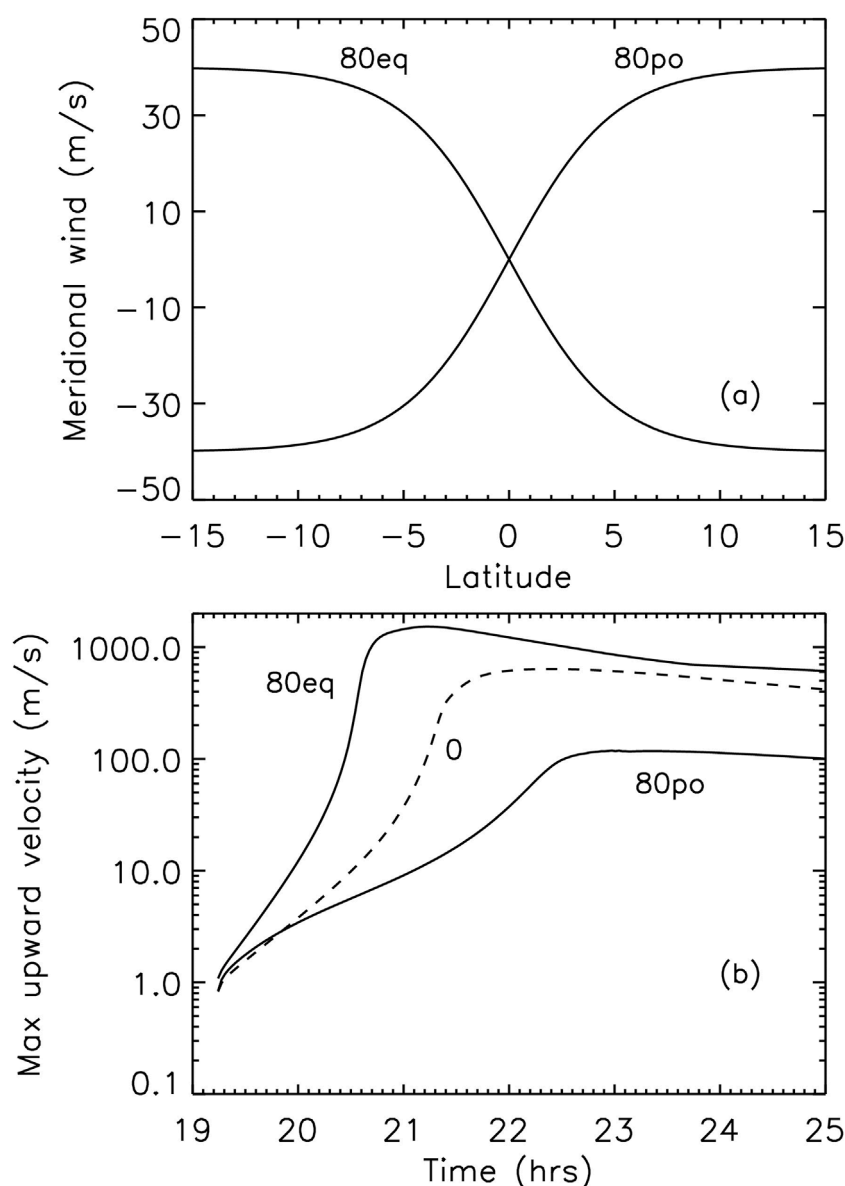 50
80eq 80po
30
10
−10
−30
(a)
−50
Meridional wind (m/s)
−15 −10 −5 0 5 10 15
Latitude
1000.0
80eq
0
100.0
80po
10.0
(b)
1.0
0.1
Max upward velocity (m/s)
19 20 21 22 23 24 25
Time (hrs)